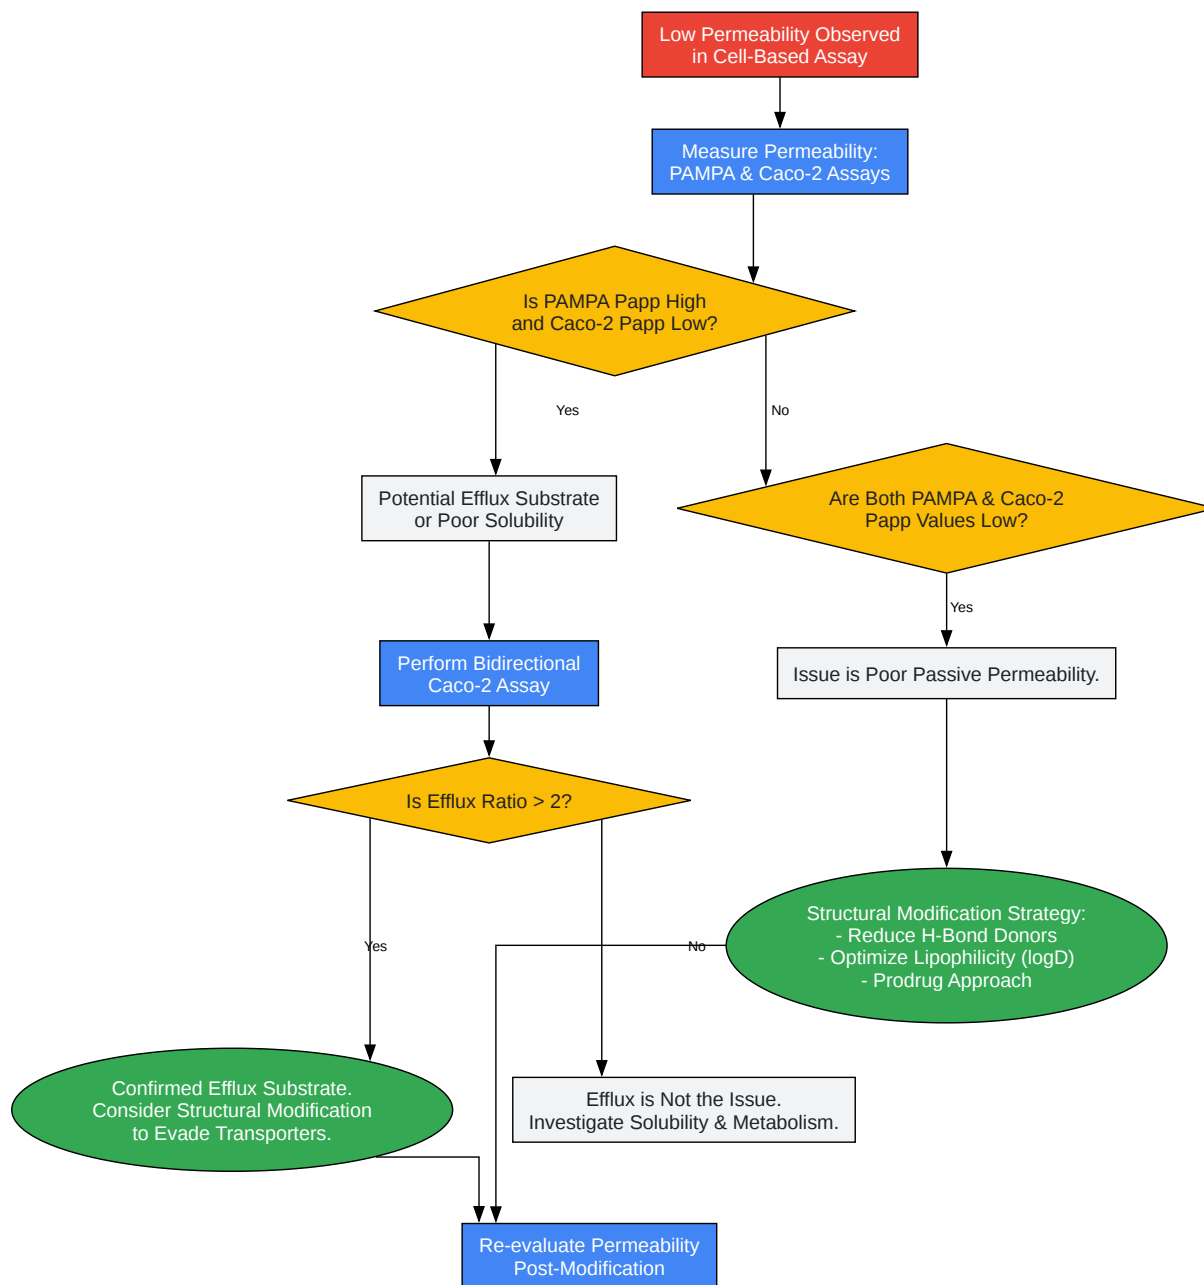 Low Permeability Observed
in Cell-Based Assay
Measure Permeability:
PAMPA & Caco-2 Assays
Is PAMPA Papp High
and Caco-2 Papp Low?
Yes
No
Potential Efflux Substrate
or Poor Solubility
Are Both PAMPA & Caco-2
Papp Values Low?
Yes
Perform Bidirectional
Caco-2 Assay
Issue is Poor Passive Permeability.
Is Efflux Ratio > 2?
Yes
No
Structural Modification Strategy:
- Reduce H-Bond Donors
- Optimize Lipophilicity (logD)
- Prodrug Approach
Confirmed Efflux Substrate.
Consider Structural Modification
to Evade Transporters.
Efflux is Not the Issue.
Investigate Solubility & Metabolism.
Re-evaluate Permeability
Post-Modification